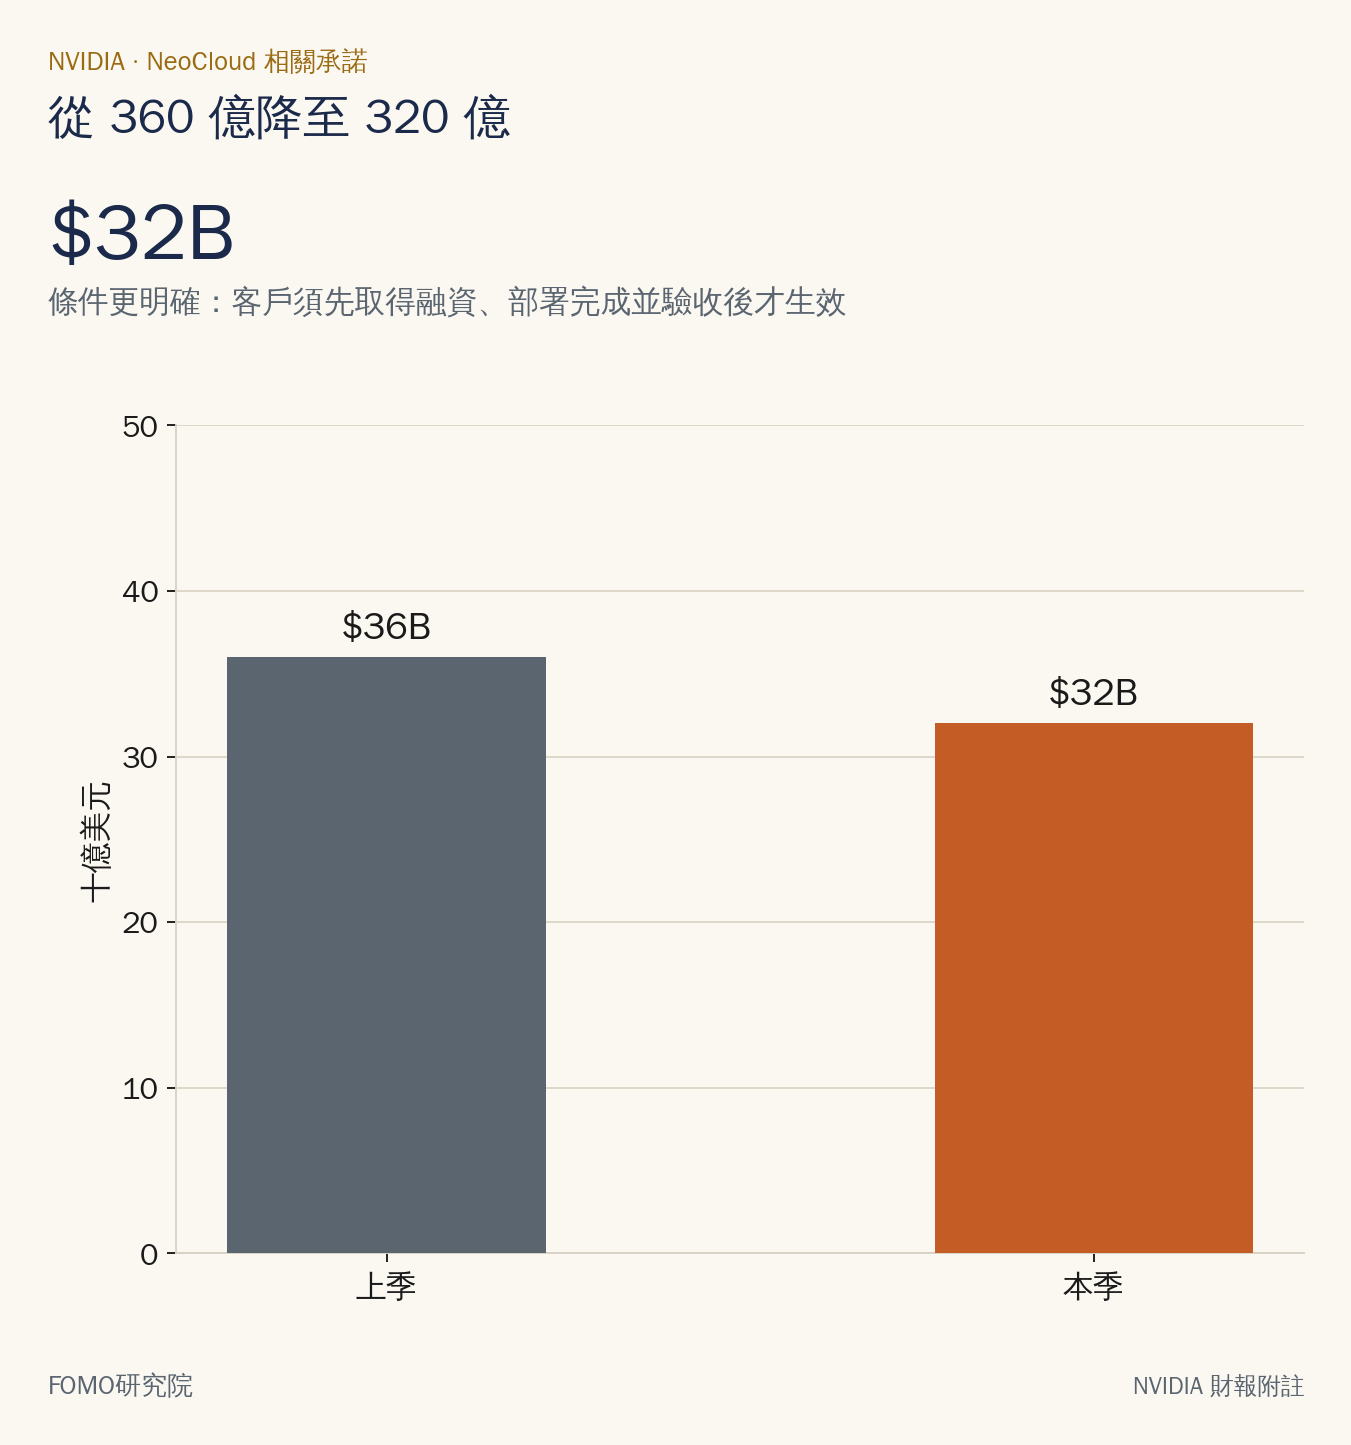 NVIDIA · NeoCloud 相關承諾
從 360 億降至 320 億
$32B
條件更明確：客戶須先取得融資、部署完成並驗收後才生效
50
40
30
20
10
0
十億美元
$36B
$32B
上季
本季
FOMO研究院
NVIDIA 財報附註